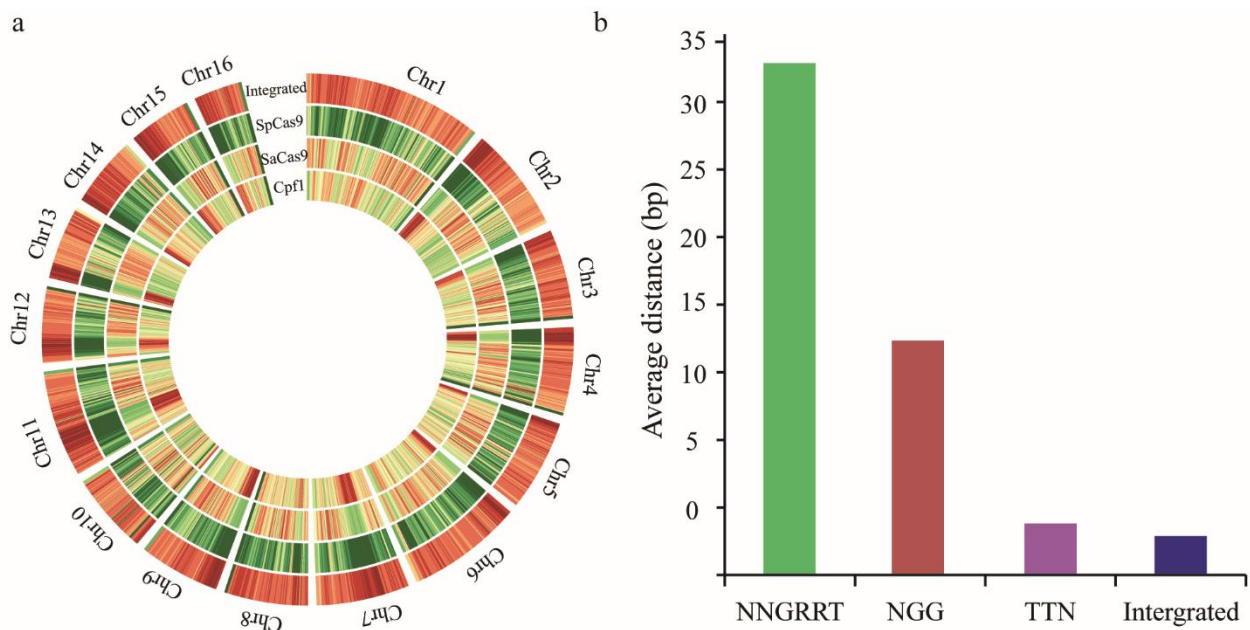 a
Chr1
Chr2
Chr3
Chr4
Chr5
Chr6
Chr7
Chr8
Chr9
Chr10
Chr11
Chr12
Chr13
Chr14
Chr15
Chr16
Integrated
SpCas9
SaCas9
Cpf1
b
Average distance (bp)
35
30
25
20
15
10
5
0
NNGRRT
NGG
TTN
Intergrated